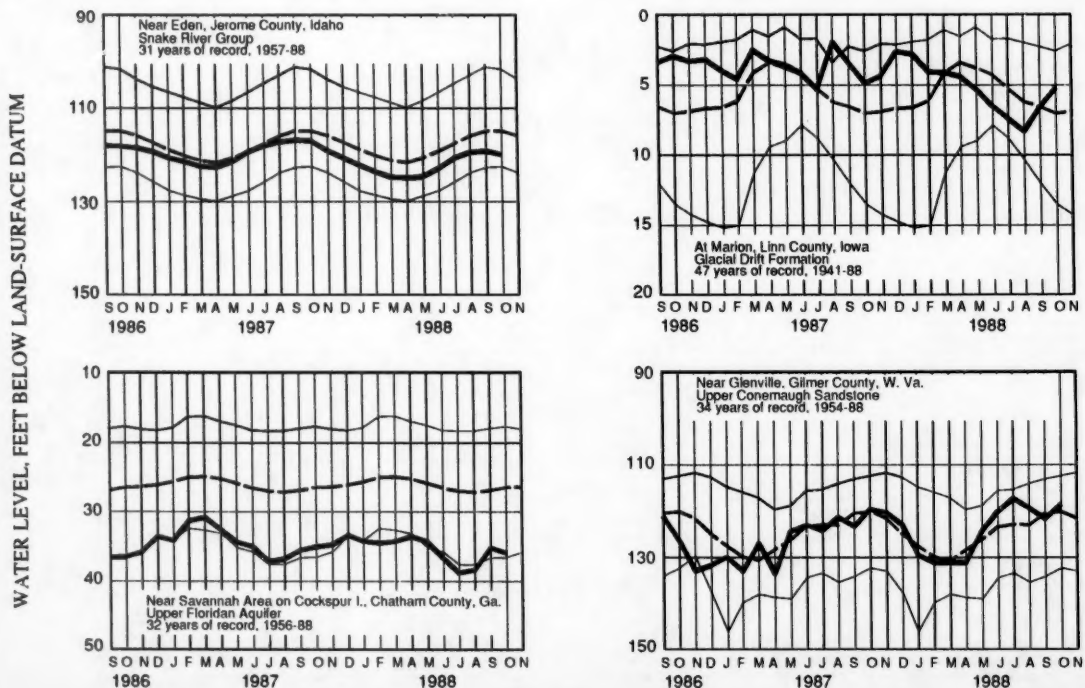 WATER LEVEL, FEET BELOW LAND-SURFACE DATUM
90
110
130
150
Near Eden, Jerome County, Idaho
Snake River Group
31 years of record, 1957-88
S O N D J F M A M J J A S O N D J F M A M J J A S O N
1986 1987 1988
0
5
10
15
20
At Marion, Linn County, Iowa
Glacial Drift Formation
47 years of record, 1941-88
S O N D J F M A M J J A S O N D J F M A M J J A S O N
1986 1987 1988
10
20
30
40
50
Near Savannah Area on Cockspur I., Chatham County, Ga.
Upper Floridan Aquifer
32 years of record, 1956-88
S O N D J F M A M J J A S O N D J F M A M J J A S O N
1986 1987 1988
90
110
130
150
Near Glenville, Gilmer County, W. Va.
Upper Conemaugh Sandstone
34 years of record, 1954-88
S O N D J F M A M J J A S O N D J F M A M J J A S O N
1986 1987 1988